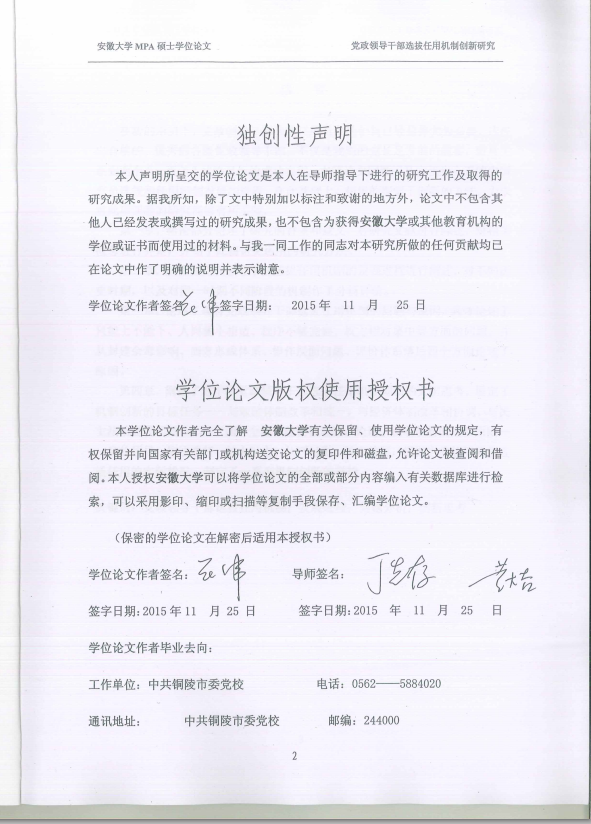 安徽大学 MPA 硕士学位论文 党政领导干部选拔任用机制创新研究
独创性声明
本人声明所呈交的学位论文是本人在导师指导下进行的研究工作及取得的
研究成果。据我所知，除了文中特别加以标注和致谢的地方外，论文中不包含其
他人已经发表或撰写过的研究成果，也不包含为获得安徽大学或其他教育机构的
学位或证书而使用过的材料。与我一同工作的同志对本研究所做的任何贡献均已
在论文中作了明确的说明并表示谢意。
学位论文作者签名 签字日期： 2015 年 11 月 25 日
学位论文版权使用授权书
本学位论文作者完全了解 安徽大学有关保留、使用学位论文的规定，有
权保留并向国家有关部门或机构送交论文的复印件和磁盘，允许论文被查阅和借
阅。本人授权安徽大学可以将学位论文的全部或部分内容编入有关数据库进行检
索，可以采用影印、缩印或扫描等复制手段保存、汇编学位论文。
（保密的学位论文在解密后适用本授权书）
学位论文作者签名： 导师签名： 丁先存
签字日期：2015 年 11 月 25 日 签字日期：2015 年 11 月 25 日
学位论文作者毕业去向：
工作单位：中共铜陵市委党校 电话：0562——5884020
通讯地址： 中共铜陵市委党校 邮编：244000
2